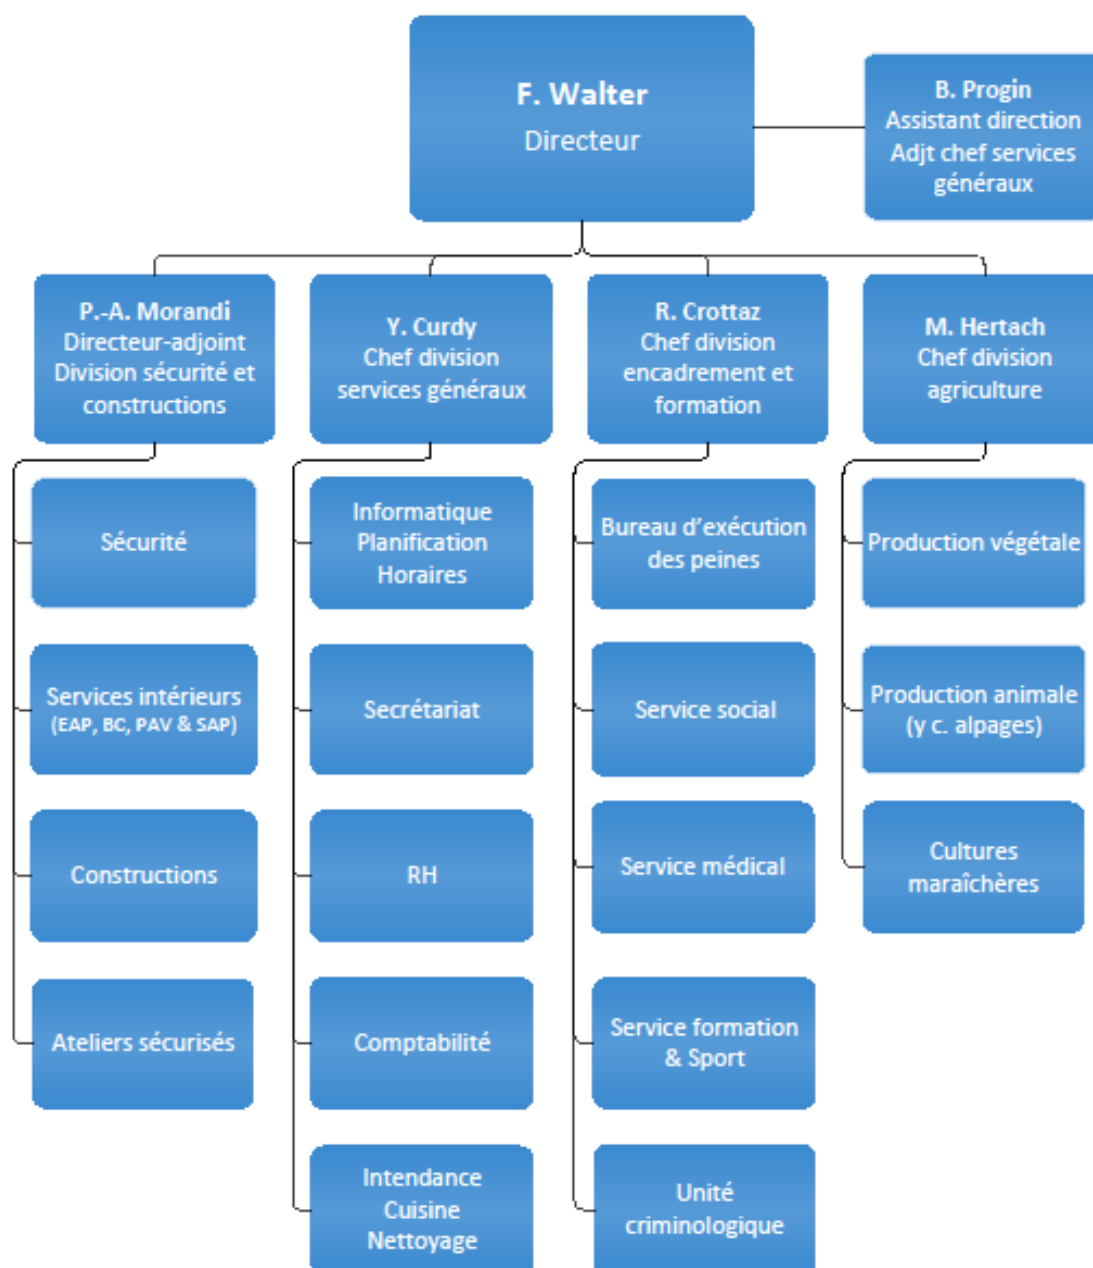 F. Walter
Directeur
B. Progin
Assistant direction
Adjt chef services
généraux
P.-A. Morandi
Directeur-adjoint
Division sécurité et
constructions
Y. Curdy
Chef division
services généraux
R. Crottaz
Chef division
encadrement et
formation
M. Hertach
Chef division
agriculture
Sécurité
Services intérieurs
(EAP, BC, PAV & SAP)
Constructions
Ateliers sécurisés
Informatique
Planification
Horaires
Secrétariat
RH
Comptabilité
Intendance
Cuisine
Nettoyage
Bureau d’exécution
des peines
Service social
Service médical
Service formation
& Sport
Unité
criminologique
Production végétale
Production animale
(y c. alpages)
Cultures
maraîchères